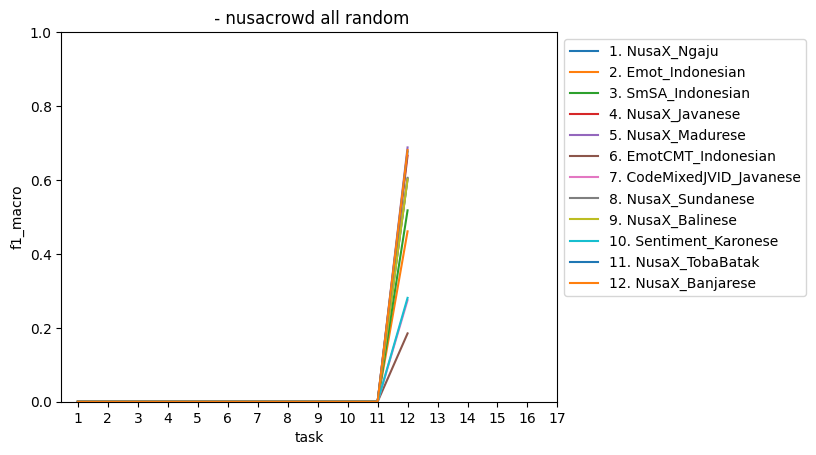 - nusacrowd all random
1.0
0.8
0.6
0.4
0.2
0.0
f1_macro
1 2 3 4 5 6 7 8 9 10 11 12 13 14 15 16 17
task
1. NusaX_Ngaju
2. Emot_Indonesian
3. SmSA_Indonesian
4. NusaX_Javanese
5. NusaX_Madurese
6. EmotCMT_Indonesian
7. CodeMixedJVID_Javanese
8. NusaX_Sundanese
9. NusaX_Balinese
10. Sentiment_Karonese
11. NusaX_TobaBatak
12. NusaX_Banjarese